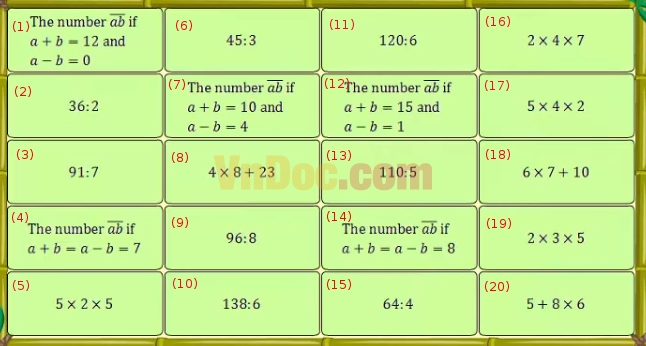 (1) The number ab̅ if
a + b = 12 and
a − b = 0
(6) 45:3
(11) 120:6
(16) 2 × 4 × 7
(2) 36:2
(7) The number ab̅ if
a + b = 10 and
a − b = 4
(12) The number ab̅ if
a + b = 15 and
a − b = 1
(17) 5 × 4 × 2
(3) 91:7
(8) 4 × 8 + 23
(13) 110:5
(18) 6 × 7 + 10
VnDoc.com
(4) The number ab̅ if
a + b = a − b = 7
(9) 96:8
(14) The number ab̅ if
a + b = a − b = 8
(19) 2 × 3 × 5
(5) 5 × 2 × 5
(10) 138:6
(15) 64:4
(20) 5 + 8 × 6